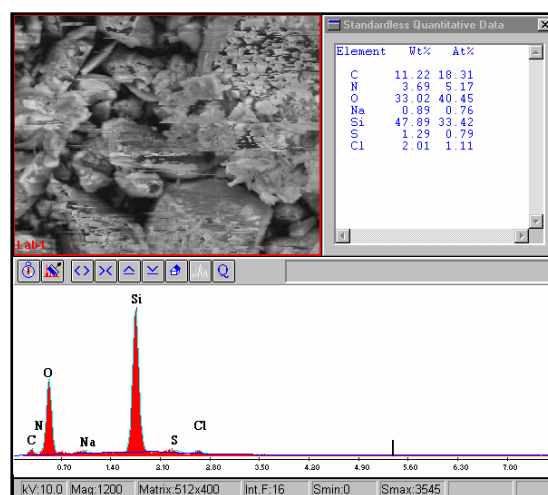 Standardless Quantitative Data
Element Wt% At%
C 11.22 18.31
N 3.69 5.17
O 33.02 40.45
Na 0.89 0.76
Si 47.89 33.42
S 1.29 0.79
Cl 2.01 1.11
Lab1
Q
Si
O
N
C
Na
S
Cl
0.70 1.40 2.10 2.80 3.50 4.20 4.90 5.60 6.30 7.00
kV:10.0 Mag:1200 Matrix:512x400 Int.F:16 Smin:0 Smax:3545